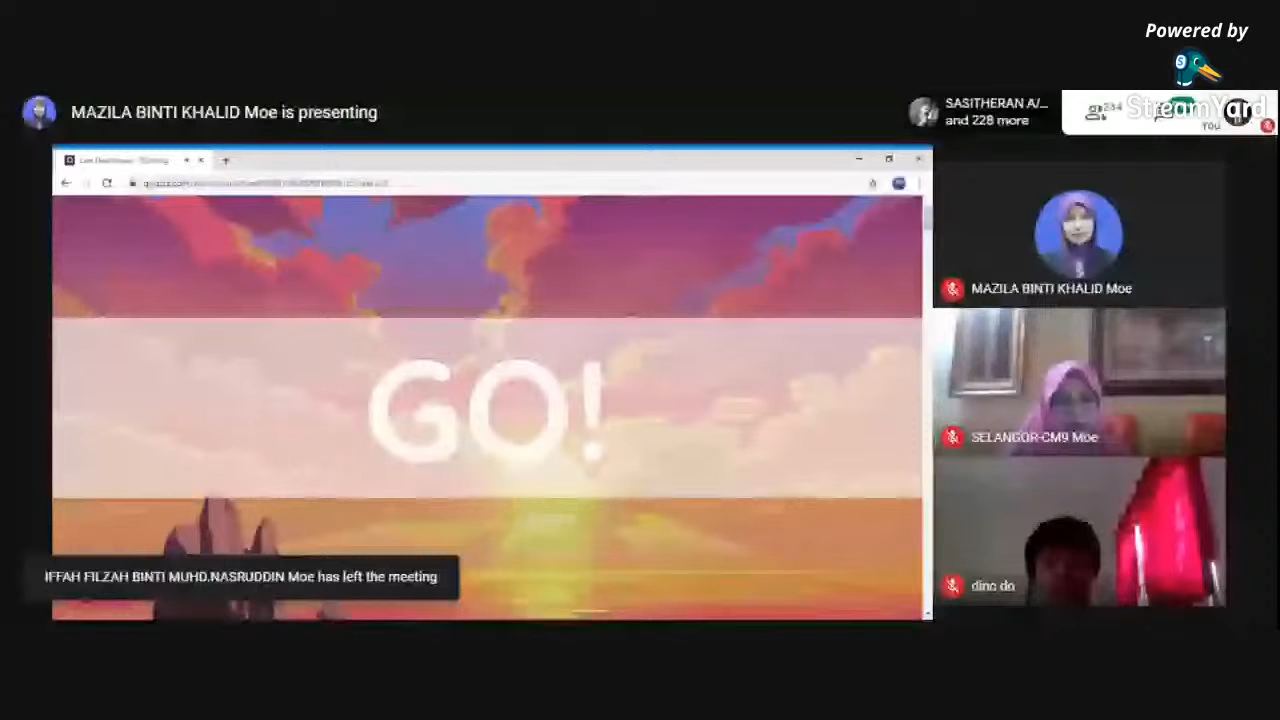 Powered by
StreamYard
MAZILA BINTI KHALID Moe is presenting
SASITHERAN A/...
and 228 more
234
You
GO!
MAZILA BINTI KHALID Moe
SELANGOR-CM9 Moe
dino do
IFFAH FILZAH BINTI MUHD.NASRUDDIN Moe has left the meeting